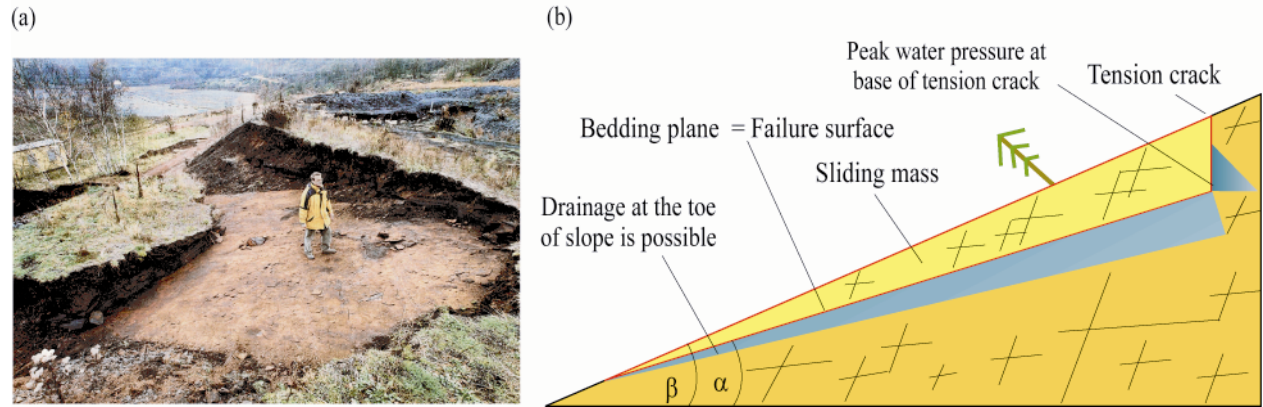 (a)
(b)
Peak water pressure at
base of tension crack
Tension crack
Bedding plane = Failure surface
Sliding mass
Drainage at the toe
of slope is possible
β
α